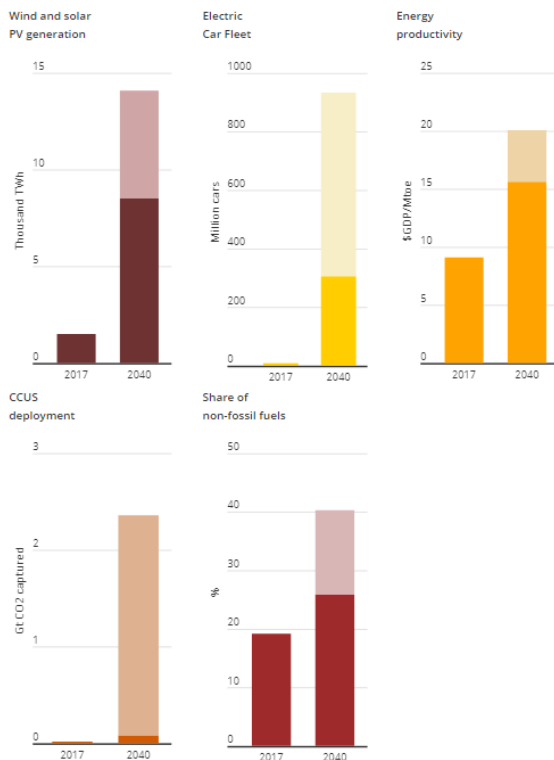 Wind and solar
PV generation
15
10
5
0
Thousand TWh
2017
2040
Electric
Car Fleet
1000
800
600
400
200
0
Million cars
2017
2040
Energy
productivity
25
20
15
10
5
0
$GDP/Mtoe
2017
2040
CCUS
deployment
3
2
1
0
Gt CO2 captured
2017
2040
Share of
non-fossil fuels
50
40
30
20
10
0
%
2017
2040